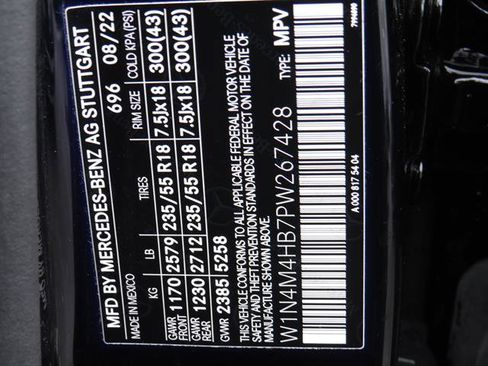 MFD BY MERCEDES-BENZ AG STUTTGART
MADE IN MEXICO 696 08/22
KG LB TIRES RIM SIZE COLD KPA(PSI)
GAWR FRONT 1170 2579 235/55 R18 7.5Jx18 300(43)
GAWR REAR 1230 2712 235/55 R18 7.5Jx18 300(43)
GVWR 2385 5258
THIS VEHICLE CONFORMS TO ALL APPLICABLE FEDERAL MOTOR VEHICLE
SAFETY AND THEFT PREVENTION STANDARDS IN EFFECT ON THE DATE OF
MANUFACTURE SHOWN ABOVE.
W1N4M4HB7PW267428 TYPE: MPV
A 000 817 54 04